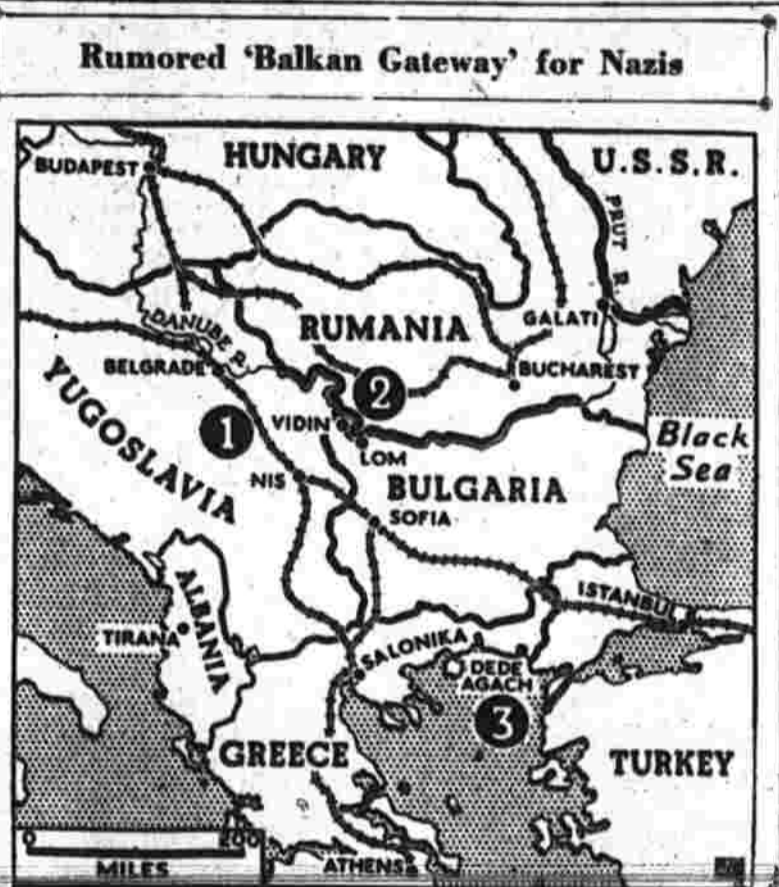 Rumored 'Balkan Gateway' for Nazis
BUDAPEST
HUNGARY
U.S.S.R.
PRUT R.
DANUBE R.
RUMANIA
GALATI
BELGRADE
BUCHAREST
2
YUGOSLAVIA
1
VIDIN
LOM
Black
Sea
NIS
BULGARIA
SOFIA
ALBANIA
ISTANBUL
TIRANA
SALONIKA
DEDE
AGACH
3
GREECE
TURKEY
0 200
MILES
ATHENS